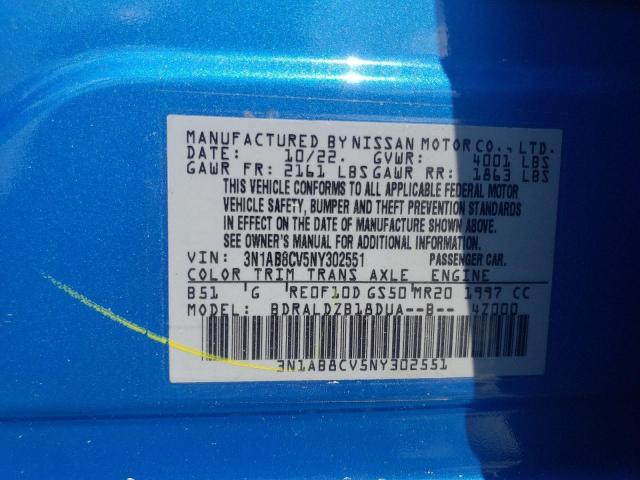 MANUFACTURED BY NISSAN MOTOR CO., LTD.
DATE: 10/22. GVWR: 4001 LBS
GAWR FR: 2161 LBS GAWR RR: 1863 LBS
THIS VEHICLE CONFORMS TO ALL APPLICABLE FEDERAL MOTOR
VEHICLE SAFETY, BUMPER AND THEFT PREVENTION STANDARDS
IN EFFECT ON THE DATE OF MANUFACTURE SHOWN ABOVE.
SEE OWNER'S MANUAL FOR ADDITIONAL INFORMATION
VIN: 3N1AB8CV5NY302551 PASSENGER CAR.
COLOR TRIM TRANS AXLE ENGINE
B51 G RE0F10D GS50 MR20 1997 CC
MODEL: BDRALDZB18DUA--B-- 4Z000
3N1AB8CV5NY302551